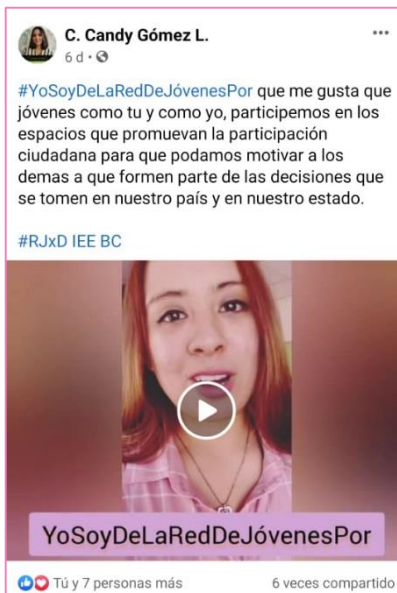 C. Candy Gómez L.
6 d
#YoSoyDeLaRedDeJóvenesPor que me gusta que
jóvenes como tu y como yo, participemos en los
espacios que promuevan la participación
ciudadana para que podamos motivar a los
demas a que formen parte de las decisiones que
se tomen en nuestro país y en nuestro estado.
#RJxD IEE BC
YoSoyDeLaRedDeJóvenesPor
Tú y 7 personas más 6 veces compartido